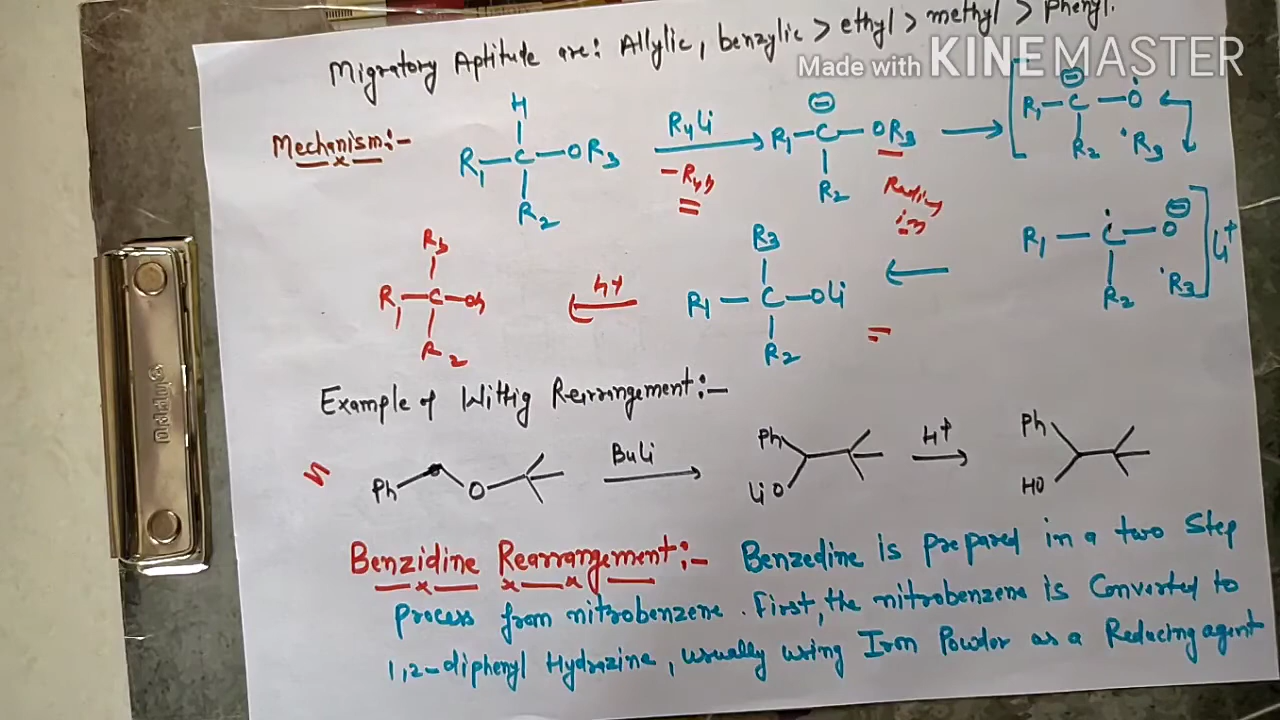 Migratory Aptitude are: Allylic, benzylic > ethyl > methyl > Phenyl.
Made with KINEMASTER
Mechanism:-
H
R1-C-OR3
R2
R4Li
⊖
R1-C-OR3
R2
⊖
R1-C-O
R2 R3
R1-C-O
⊖
R2 R3
Li+
R3
R1-C-OLi
R2
H+
R3
R1-C-OH
R2
Example of Wittig Rearrangement:-
Ph O
BuLi
Ph
LiO
H+
Ph
HO
Benzidine Rearrangement:- Benzedine is prepared in a two Step
process from nitrobenzene. First, the nitrobenzene is Converted to
1,2-diphenyl Hydrazine, usually using Iron Powder as a Reducing agent